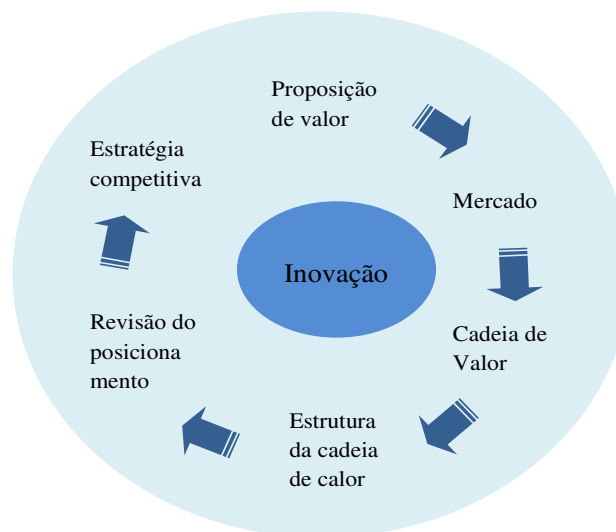 Proposição
de valor
Mercado
Cadeia de
Valor
Estrutura
da cadeia
de calor
Revisão do
posiciona
mento
Estratégia
competitiva
Inovação